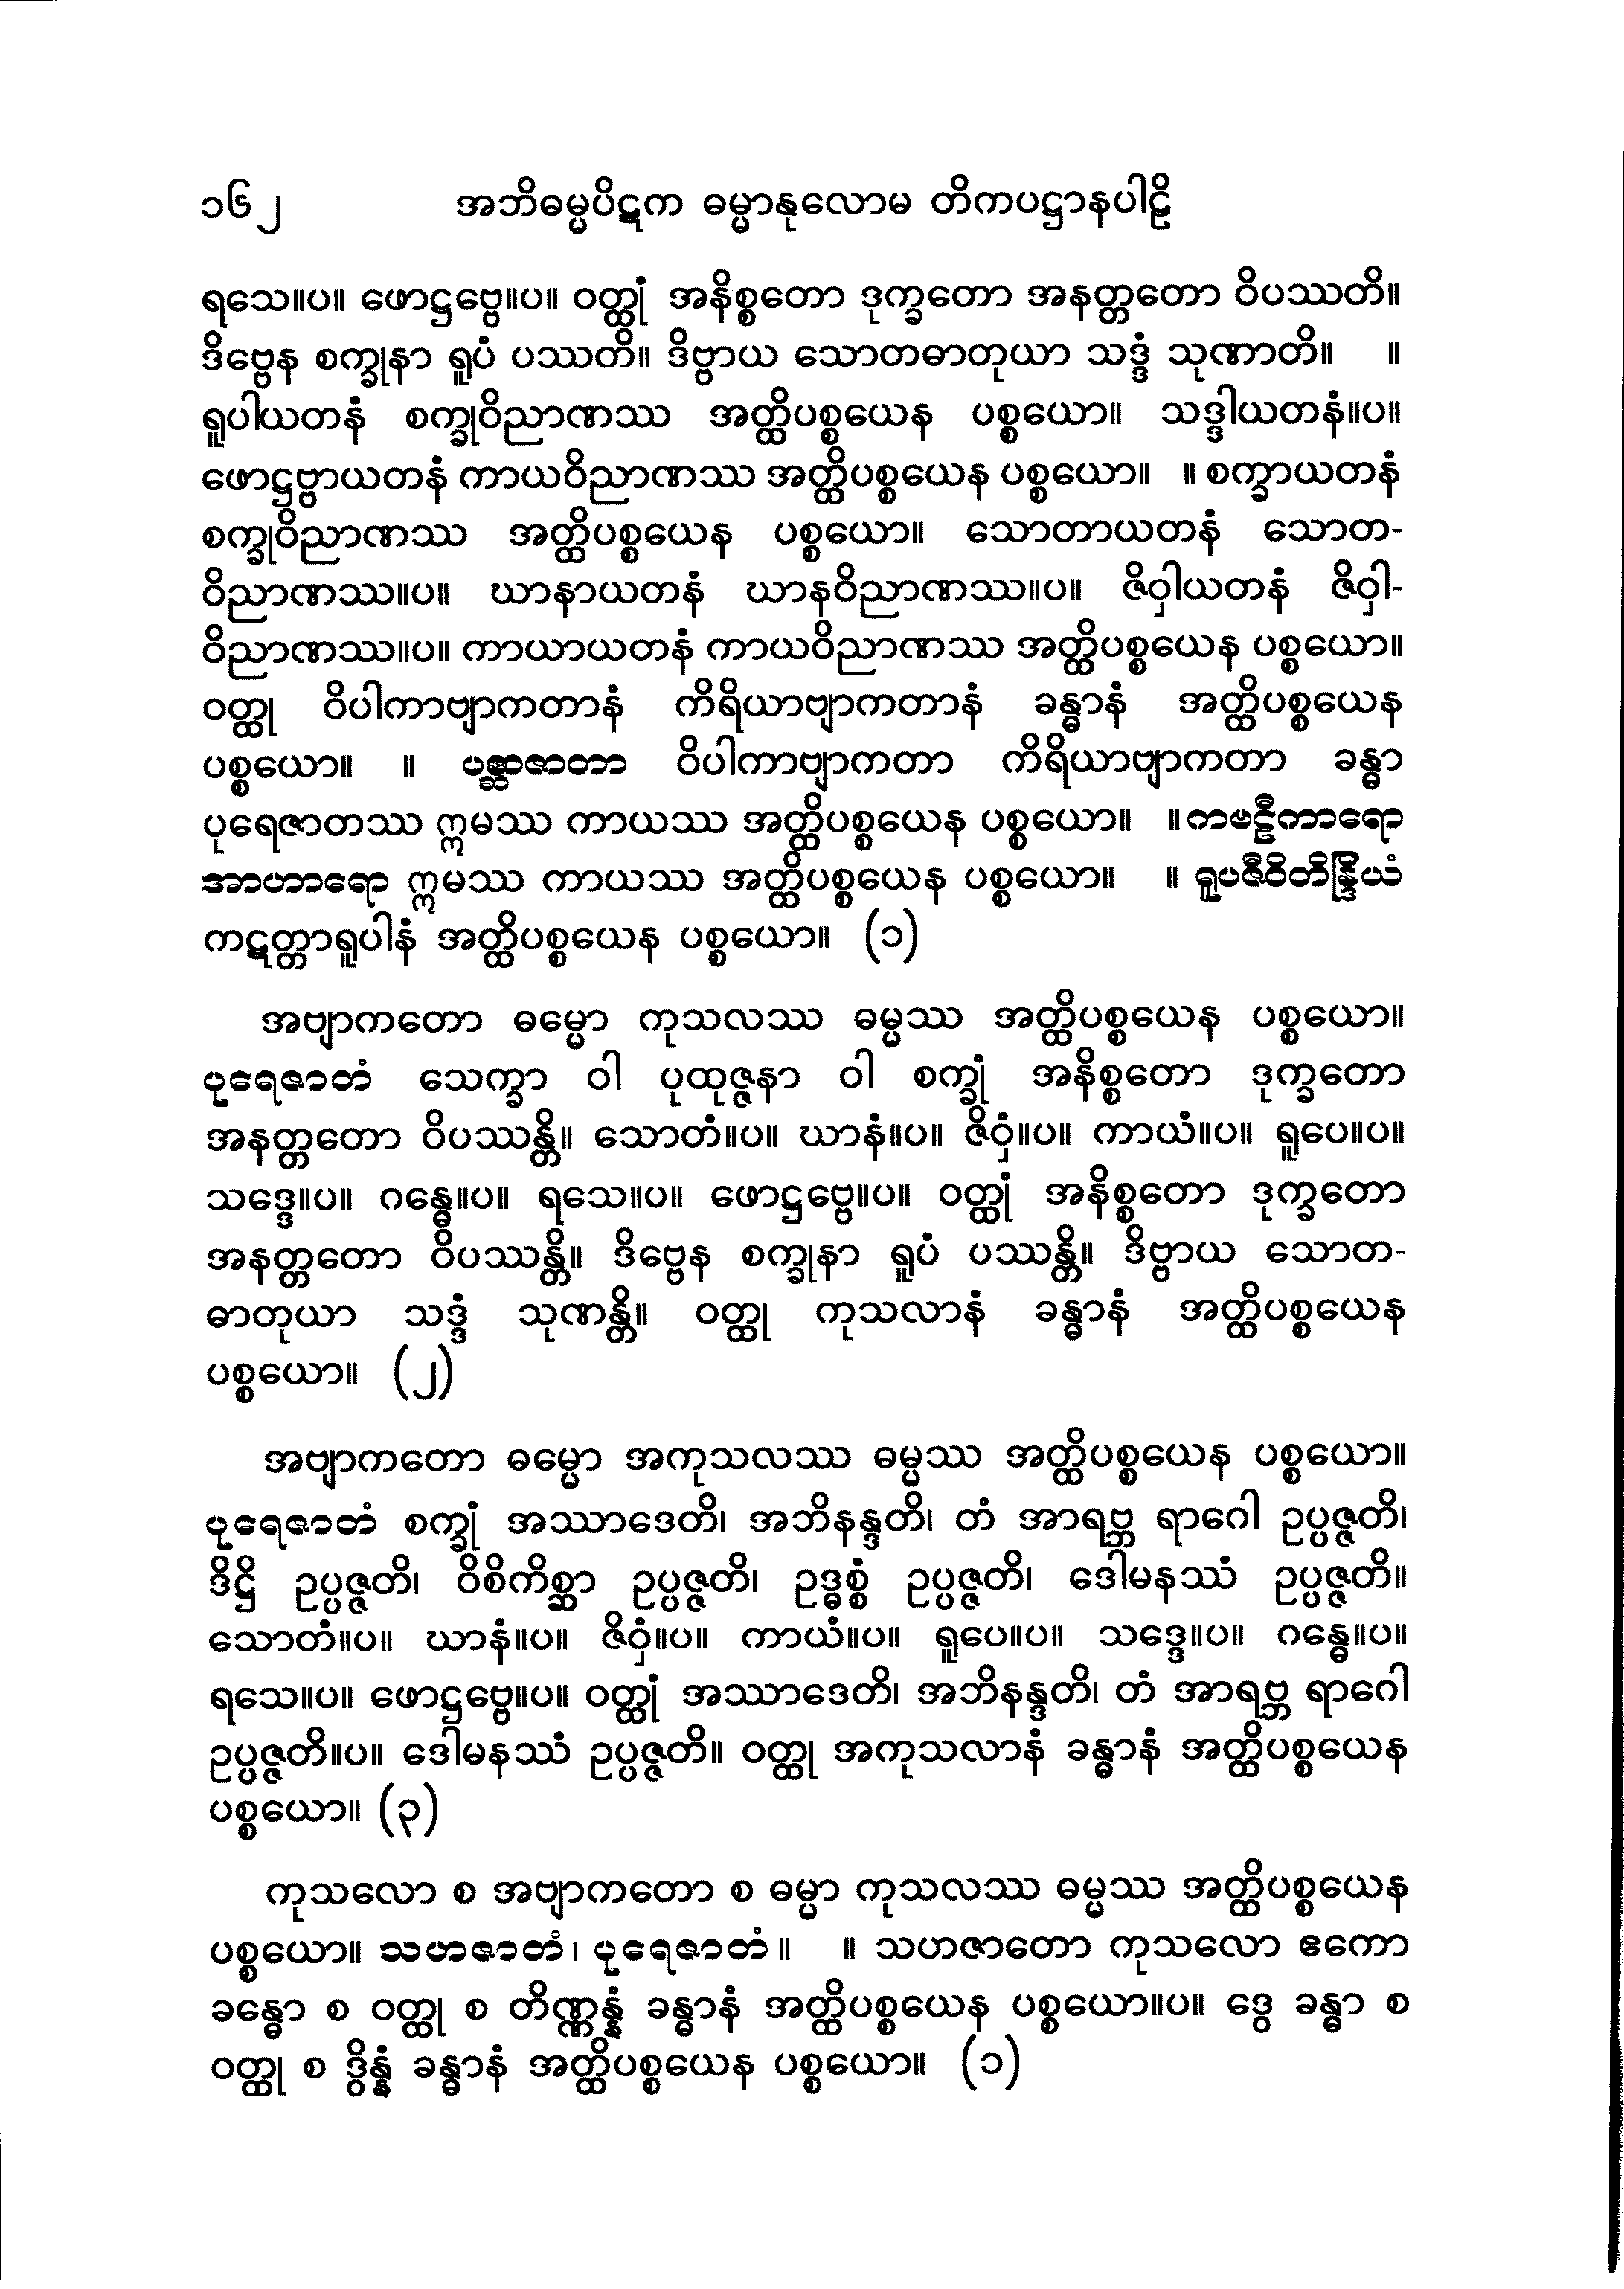 ၁၆၂ အဘိဓမ္မပိဋက ဓမ္မာနုလောမ တိကပဋ္ဌာနပါဠိ
ရသေ။ပ။ ဖောဋ္ဌဗ္ဗေ။ပ။ ဝတ္ထုံ အနိစ္စတော ဒုက္ခတော အနတ္တတော ဝိပဿတိ။
ဒိဗ္ဗေန စက္ခုနာ ရူပံ ပဿတိ။ ဒိဗ္ဗာယ သောတဓာတုယာ သဒ္ဒံ သုဏာတိ။ ။
ရူပါယတနံ စက္ခုဝိညာဏဿ အတ္ထိပစ္စယေန ပစ္စယော။ သဒ္ဒါယတနံ။ပ။
ဖောဋ္ဌဗ္ဗာယတနံ ကာယဝိညာဏဿ အတ္ထိပစ္စယေန ပစ္စယော။ ။ စက္ခာယတနံ
စက္ခုဝိညာဏဿ အတ္ထိပစ္စယေန ပစ္စယော။ သောတာယတနံ သောတ-
ဝိညာဏဿ။ပ။ ဃာနာယတနံ ဃာနဝိညာဏဿ။ပ။ ဇိဝှါယတနံ ဇိဝှါ-
ဝိညာဏဿ။ပ။ ကာယာယတနံ ကာယဝိညာဏဿ အတ္ထိပစ္စယေန ပစ္စယော။
ဝတ္ထု ဝိပါကာဗျာကတာနံ ကိရိယာဗျာကတာနံ ခန္ဓာနံ အတ္ထိပစ္စယေန
ပစ္စယော။ ။ ပစ္ဆာဇာတာ ဝိပါကာဗျာကတာ ကိရိယာဗျာကတာ ခန္ဓာ
ပုရေဇာတဿ ဣမဿ ကာယဿ အတ္ထိပစ္စယေန ပစ္စယော။ ။ကဗဠီကာရော
အာဟာရော ဣမဿ ကာယဿ အတ္ထိပစ္စယေန ပစ္စယော။ ။ ရူပဇီဝိတိန္ဒြိယံ
ကဋတ္တာရူပါနံ အတ္ထိပစ္စယေန ပစ္စယော။ (၁)
အဗျာကတော ဓမ္မော ကုသလဿ ဓမ္မဿ အတ္ထိပစ္စယေန ပစ္စယော။
ပုရေဇာတံ သေက္ခာ ဝါ ပုထုဇ္ဇနာ ဝါ စက္ခုံ အနိစ္စတော ဒုက္ခတော
အနတ္တတော ဝိပဿန္တိ။ သောတံ။ပ။ ဃာနံ။ပ။ ဇိဝှံ။ပ။ ကာယံ။ပ။ ရူပေ။ပ။
သဒ္ဒေ။ပ။ ဂန္ဓေ။ပ။ ရသေ။ပ။ ဖောဋ္ဌဗ္ဗေ။ပ။ ဝတ္ထုံ အနိစ္စတော ဒုက္ခတော
အနတ္တတော ဝိပဿန္တိ။ ဒိဗ္ဗေန စက္ခုနာ ရူပံ ပဿန္တိ။ ဒိဗ္ဗာယ သောတ-
ဓာတုယာ သဒ္ဒံ သုဏန္တိ။ ဝတ္ထု ကုသလာနံ ခန္ဓာနံ အတ္ထိပစ္စယေန
ပစ္စယော။ (၂)
အဗျာကတော ဓမ္မော အကုသလဿ ဓမ္မဿ အတ္ထိပစ္စယေန ပစ္စယော။
ပုရေဇာတံ စက္ခုံ အဿာဒေတိ၊ အဘိနန္ဒတိ၊ တံ အာရဗ္ဘ ရာဂေါ ဥပ္ပဇ္ဇတိ၊
ဒိဋ္ဌိ ဥပ္ပဇ္ဇတိ၊ ဝိစိကိစ္ဆာ ဥပ္ပဇ္ဇတိ၊ ဥဒ္ဓစ္စံ ဥပ္ပဇ္ဇတိ၊ ဒေါမနဿံ ဥပ္ပဇ္ဇတိ။
သောတံ။ပ။ ဃာနံ။ပ။ ဇိဝှံ။ပ။ ကာယံ။ပ။ ရူပေ။ပ။ သဒ္ဒေ။ပ။ ဂန္ဓေ။ပ။
ရသေ။ပ။ ဖောဋ္ဌဗ္ဗေ။ပ။ ဝတ္ထုံ အဿာဒေတိ၊ အဘိနန္ဒတိ၊ တံ အာရဗ္ဘ ရာဂေါ
ဥပ္ပဇ္ဇတိ။ပ။ ဒေါမနဿံ ဥပ္ပဇ္ဇတိ။ ဝတ္ထု အကုသလာနံ ခန္ဓာနံ အတ္ထိပစ္စယေန
ပစ္စယော။ (၃)
ကုသလော စ အဗျာကတော စ ဓမ္မာ ကုသလဿ ဓမ္မဿ အတ္ထိပစ္စယေန
ပစ္စယော။ သဟဇာတံ၊ ပုရေဇာတံ။ ။ သဟဇာတော ကုသလော ဧကော
ခန္ဓော စ ဝတ္ထု စ တိဏ္ဏန္နံ ခန္ဓာနံ အတ္ထိပစ္စယေန ပစ္စယော။ပ။ ဒွေ ခန္ဓာ စ
ဝတ္ထု စ ဒွိန္နံ ခန္ဓာနံ အတ္ထိပစ္စယေန ပစ္စယော။ (၁)